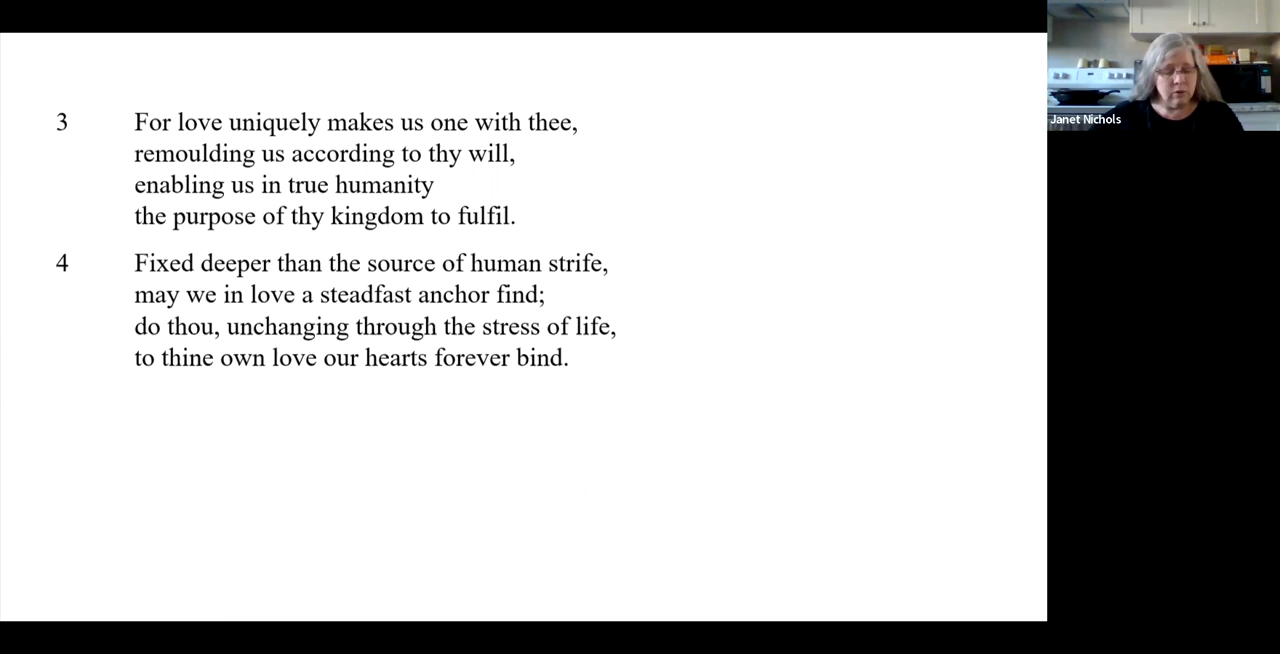 3 For love uniquely makes us one with thee,
remoulding us according to thy will,
enabling us in true humanity
the purpose of thy kingdom to fulfil.
4 Fixed deeper than the source of human strife,
may we in love a steadfast anchor find;
do thou, unchanging through the stress of life,
to thine own love our hearts forever bind.
Janet Nichols